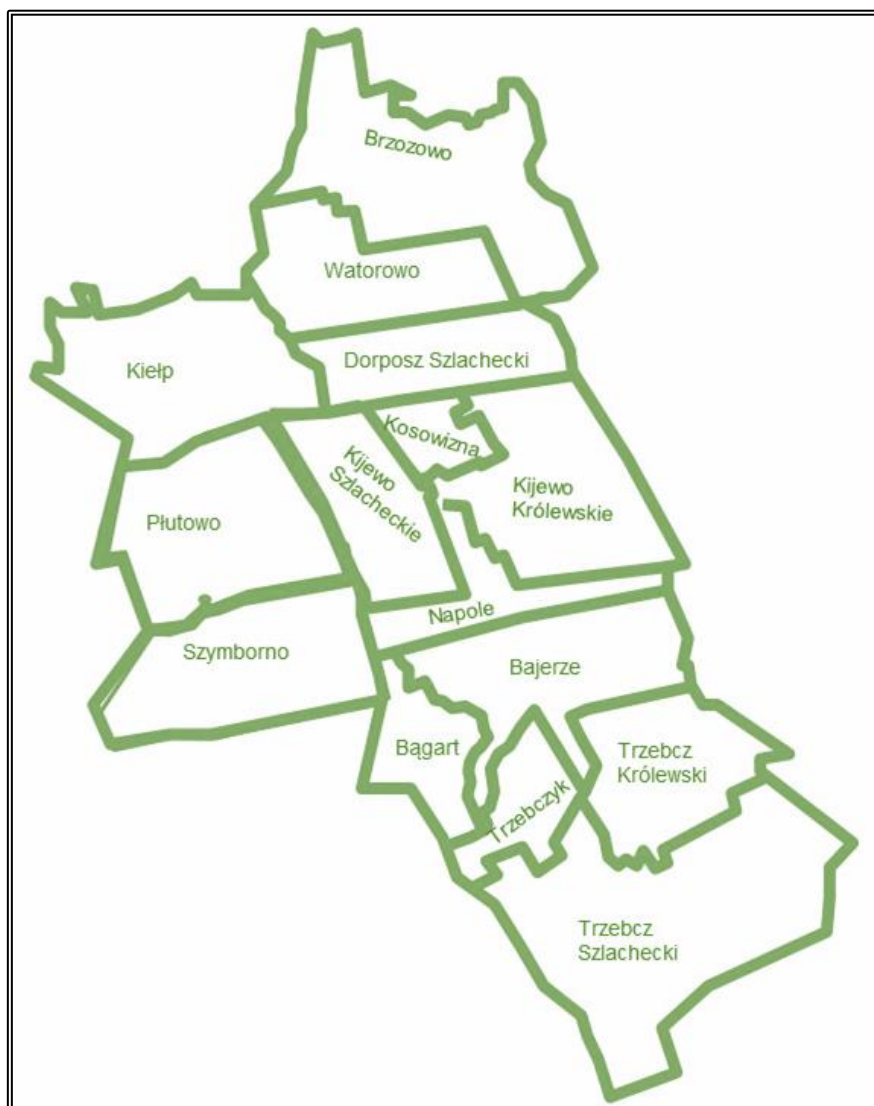 Brzozowo
Watorowo
Dorposz Szlachecki
Kiełp
Kosowizna
Kijewo
Szlacheckie
Kijewo
Królewskie
Płutowo
Napole
Szymborno
Bajerze
Bągart
Trzebcz
Królewski
Trzebczyk
Trzebcz
Szlachecki